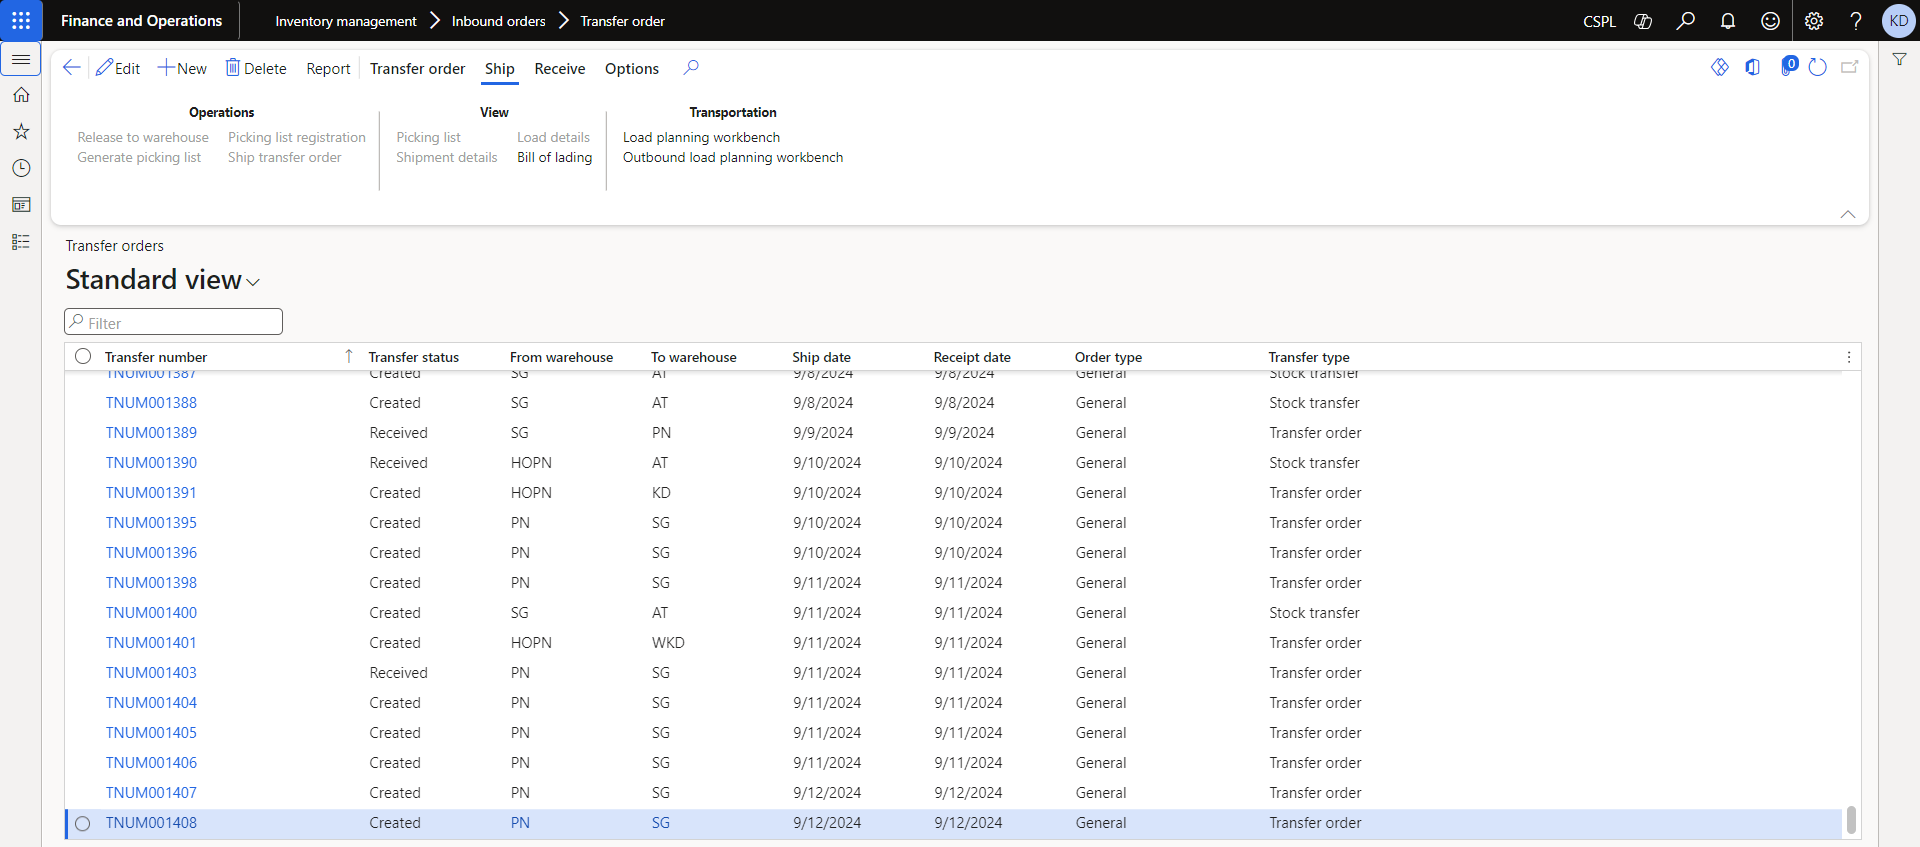 Finance and Operations Inventory management Inbound orders Transfer order CSPL KD
Edit New Delete Report Transfer order Ship Receive Options 0
Operations View Transportation
Release to warehouse Picking list registration Picking list Load details Load planning workbench
Generate picking list Ship transfer order Shipment details Bill of lading Outbound load planning workbench
Transfer orders
Standard view
Filter
Transfer number Transfer status From warehouse To warehouse Ship date Receipt date Order type Transfer type
TNUM001387 Created SG AT 9/8/2024 9/8/2024 General Stock transfer
TNUM001388 Created SG AT 9/8/2024 9/8/2024 General Stock transfer
TNUM001389 Received SG PN 9/9/2024 9/9/2024 General Transfer order
TNUM001390 Received HOPN AT 9/10/2024 9/10/2024 General Stock transfer
TNUM001391 Created HOPN KD 9/10/2024 9/10/2024 General Transfer order
TNUM001395 Created PN SG 9/10/2024 9/10/2024 General Transfer order
TNUM001396 Created PN SG 9/10/2024 9/10/2024 General Transfer order
TNUM001398 Created PN SG 9/11/2024 9/11/2024 General Transfer order
TNUM001400 Created SG AT 9/11/2024 9/11/2024 General Stock transfer
TNUM001401 Created HOPN WKD 9/11/2024 9/11/2024 General Transfer order
TNUM001403 Received PN SG 9/11/2024 9/11/2024 General Transfer order
TNUM001404 Created PN SG 9/11/2024 9/11/2024 General Transfer order
TNUM001405 Created PN SG 9/11/2024 9/11/2024 General Transfer order
TNUM001406 Created PN SG 9/11/2024 9/11/2024 General Transfer order
TNUM001407 Created PN SG 9/12/2024 9/12/2024 General Transfer order
TNUM001408 Created PN SG 9/12/2024 9/12/2024 General Transfer order